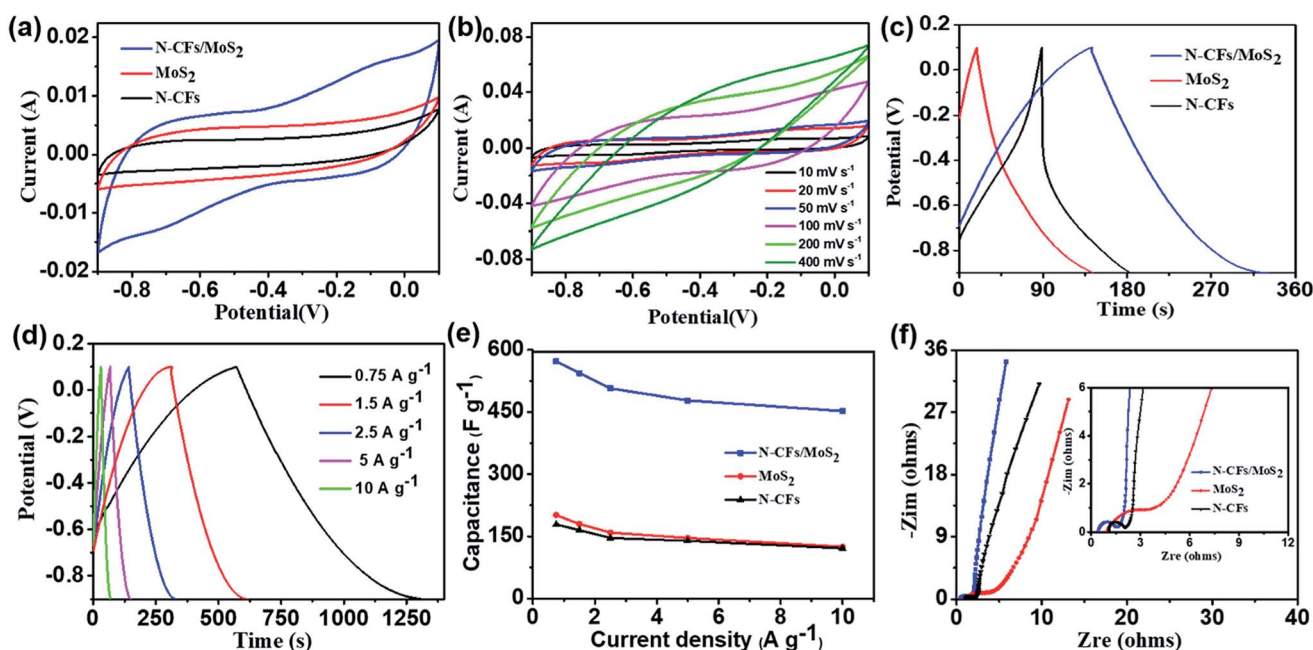 (a)
0.02
0.01
0.00
-0.01
-0.02
Current (A)
N-CFs/MoS2
MoS2
N-CFs
-0.8 -0.6 -0.4 -0.2 0.0
Potential(V)
(b)
0.08
0.04
0.00
-0.04
-0.08
Current (A)
10 mV s-1
20 mV s-1
50 mV s-1
100 mV s-1
200 mV s-1
400 mV s-1
-0.8 -0.6 -0.4 -0.2 0.0
Potential(V)
(c)
0.2
0.0
-0.2
-0.4
-0.6
-0.8
Potential (V)
N-CFs/MoS2
MoS2
N-CFs
0 90 180 270 360
Time (s)
(d)
0.2
0.0
-0.2
-0.4
-0.6
-0.8
Potential (V)
0.75 A g-1
1.5 A g-1
2.5 A g-1
5 A g-1
10 A g-1
0 250 500 750 1000 1250
Time (s)
(e)
600
450
300
150
0
Capacitance (F g-1)
N-CFs/MoS2
MoS2
N-CFs
2 4 6 8 10
Current density (A g-1)
(f)
36
27
18
9
0
-Zim (ohms)
6
4
2
0
-Zim (ohms)
N-CFs/MoS2
MoS2
N-CFs
0 3 6 9 12
Zre (ohms)
0 10 20 30 40
Zre (ohms)